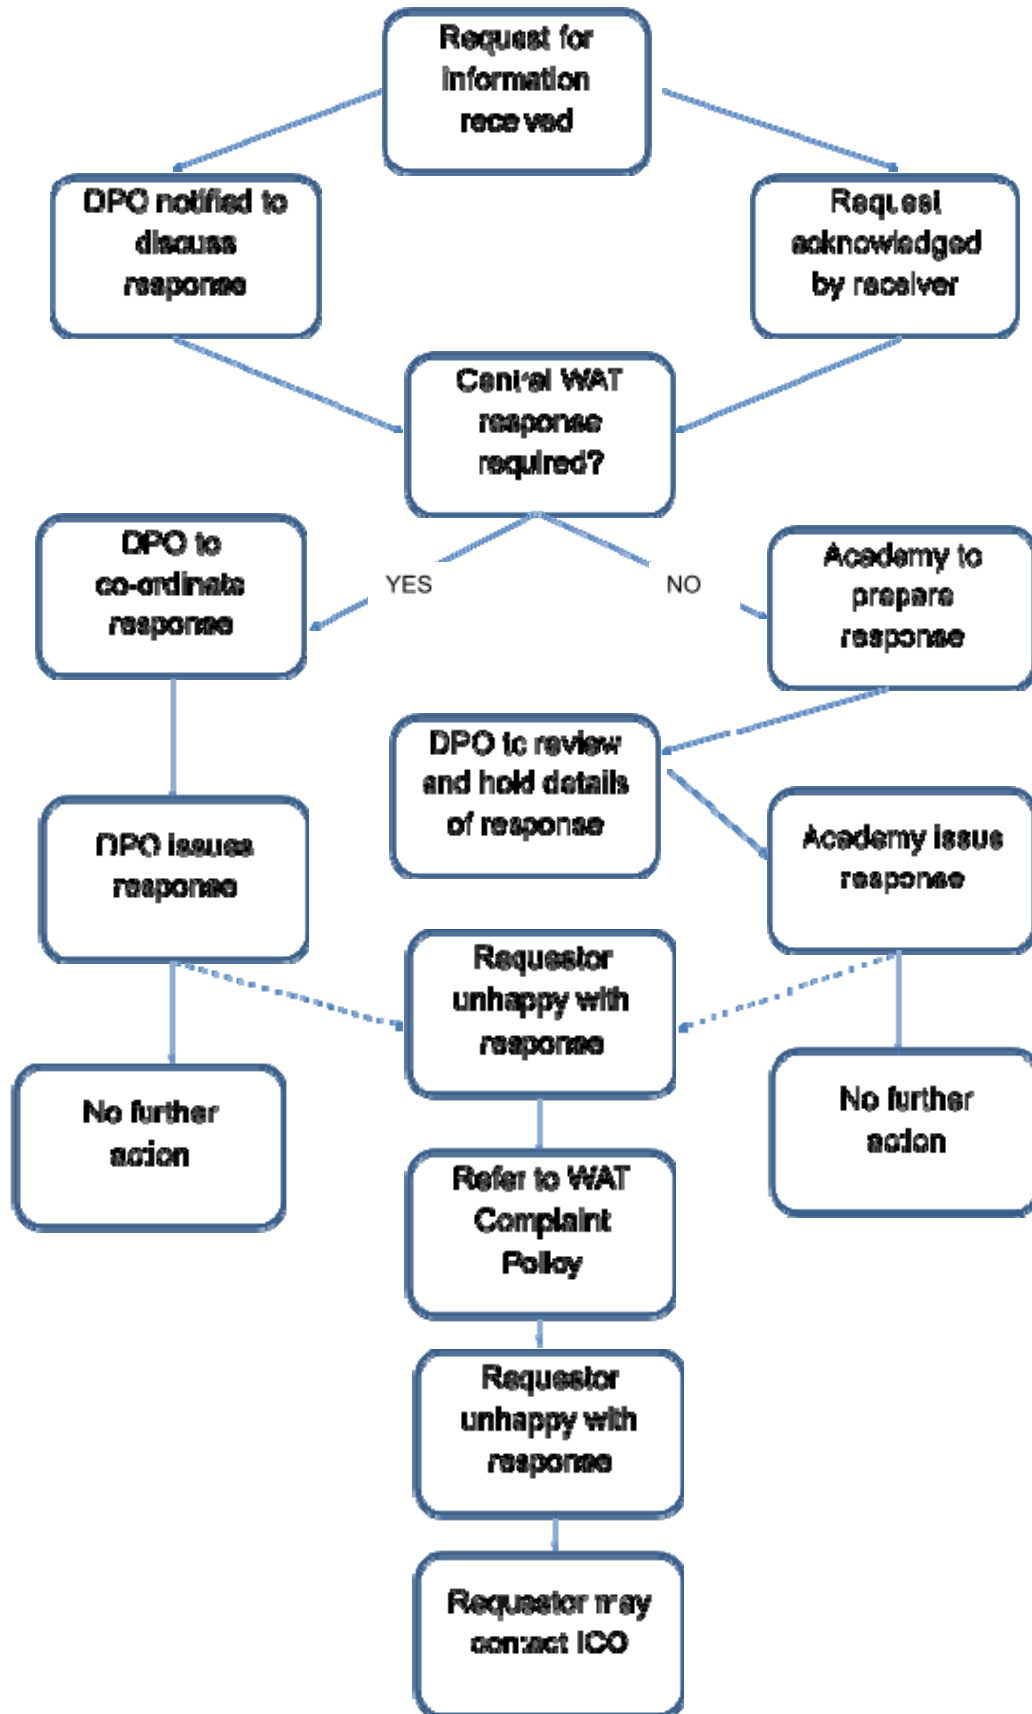 Request for
information
received
DPO notified to
discuss
response
Request
acknowledged
by receiver
Central WAT
response
required?
YES
NO
DPO to
co-ordinate
response
Academy to
prepare
response
DPO to review
and hold details
of response
DPO issues
response
Academy issue
response
Requestor
unhappy with
response
No further
action
No further
action
Refer to WAT
Complaint
Policy
Requestor
unhappy with
response
Requestor may
contact ICO